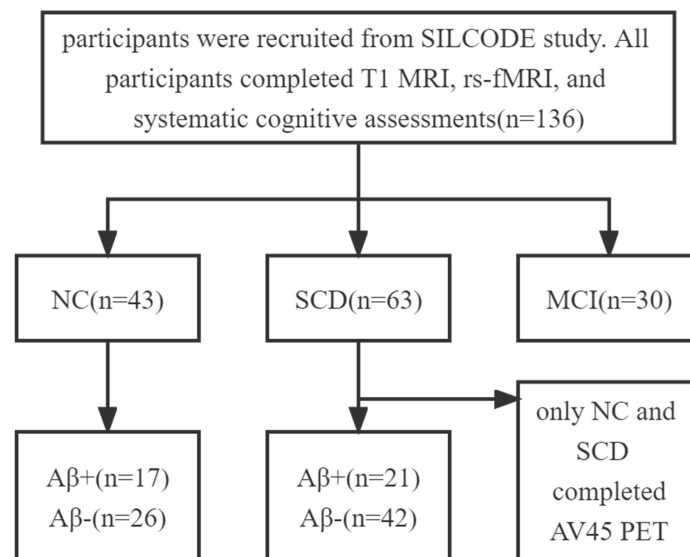 participants were recruited from SILCODE study. All
participants completed T1 MRI, rs-fMRI, and
systematic cognitive assessments(n=136)
NC(n=43)
SCD(n=63)
MCI(n=30)
Aβ+(n=17)
Aβ-(n=26)
Aβ+(n=21)
Aβ-(n=42)
only NC and
SCD
completed
AV45 PET